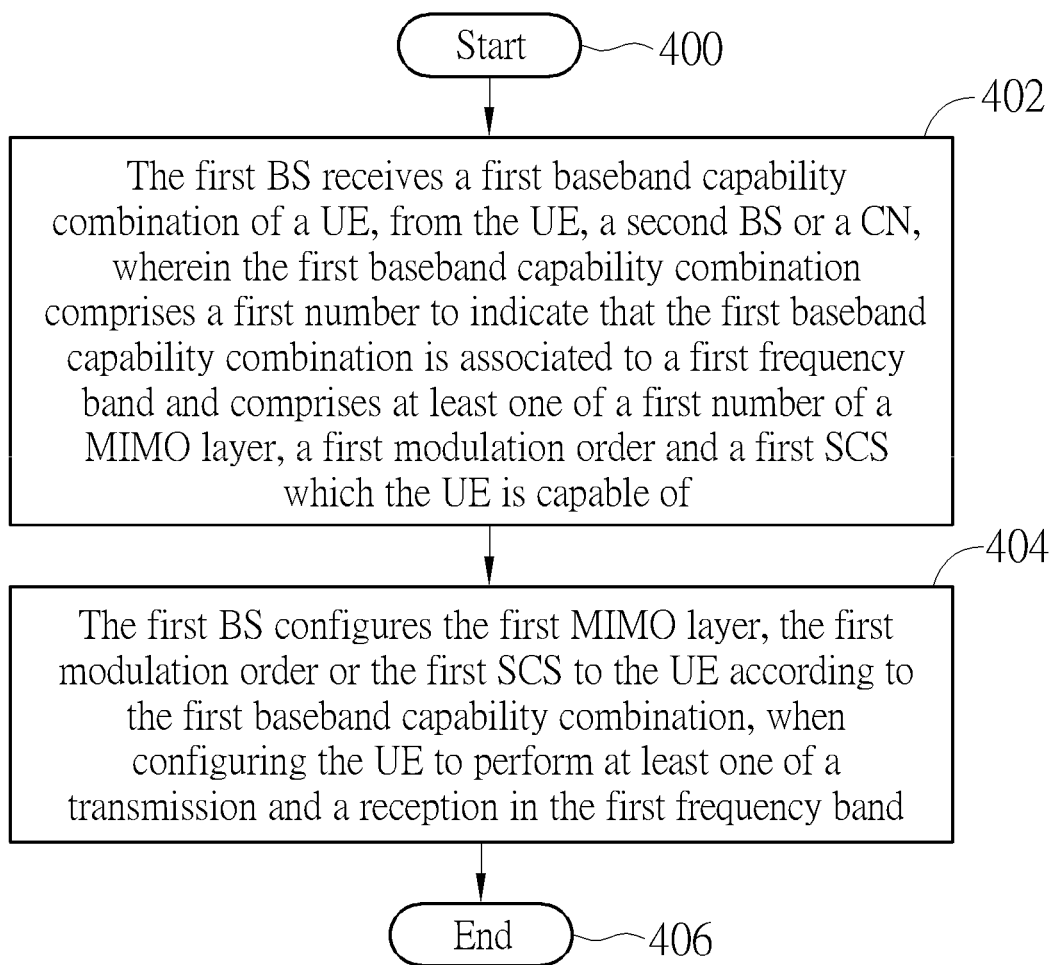 Start
400
402
The first BS receives a first baseband capability
combination of a UE, from the UE, a second BS or a CN,
wherein the first baseband capability combination
comprises a first number to indicate that the first baseband
capability combination is associated to a first frequency
band and comprises at least one of a first number of a
MIMO layer, a first modulation order and a first SCS
which the UE is capable of
404
The first BS configures the first MIMO layer, the first
modulation order or the first SCS to the UE according to
the first baseband capability combination, when
configuring the UE to perform at least one of a
transmission and a reception in the first frequency band
End
406